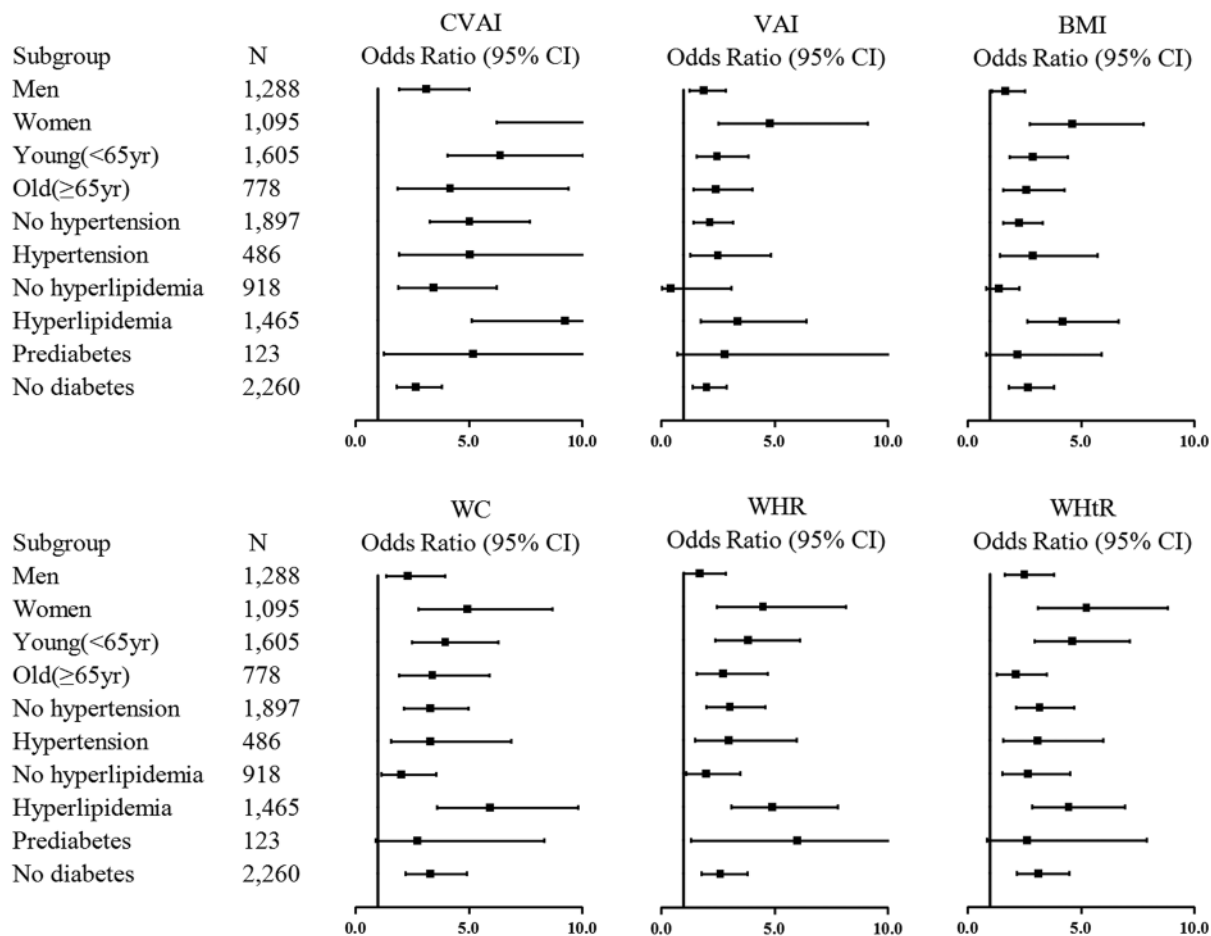 CVAI VAI BMI
Subgroup N Odds Ratio (95% CI) Odds Ratio (95% CI) Odds Ratio (95% CI)
Men 1,288
Women 1,095
Young(<65yr) 1,605
Old(≥65yr) 778
No hypertension 1,897
Hypertension 486
No hyperlipidemia 918
Hyperlipidemia 1,465
Prediabetes 123
No diabetes 2,260
0.0 5.0 10.0 0.0 5.0 10.0 0.0 5.0 10.0
WC WHR WHtR
Subgroup N Odds Ratio (95% CI) Odds Ratio (95% CI) Odds Ratio (95% CI)
Men 1,288
Women 1,095
Young(<65yr) 1,605
Old(≥65yr) 778
No hypertension 1,897
Hypertension 486
No hyperlipidemia 918
Hyperlipidemia 1,465
Prediabetes 123
No diabetes 2,260
0.0 5.0 10.0 0.0 5.0 10.0 0.0 5.0 10.0